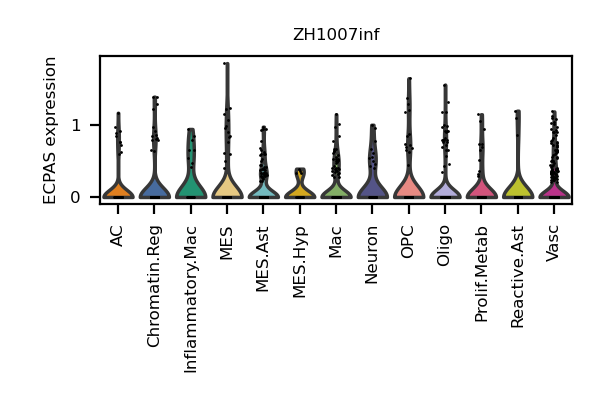 ZH1007inf
ECPAS expression
1
0
AC
Chromatin.Reg
Inflammatory.Mac
MES
MES.Ast
MES.Hyp
Mac
Neuron
OPC
Oligo
Prolif.Metab
Reactive.Ast
Vasc